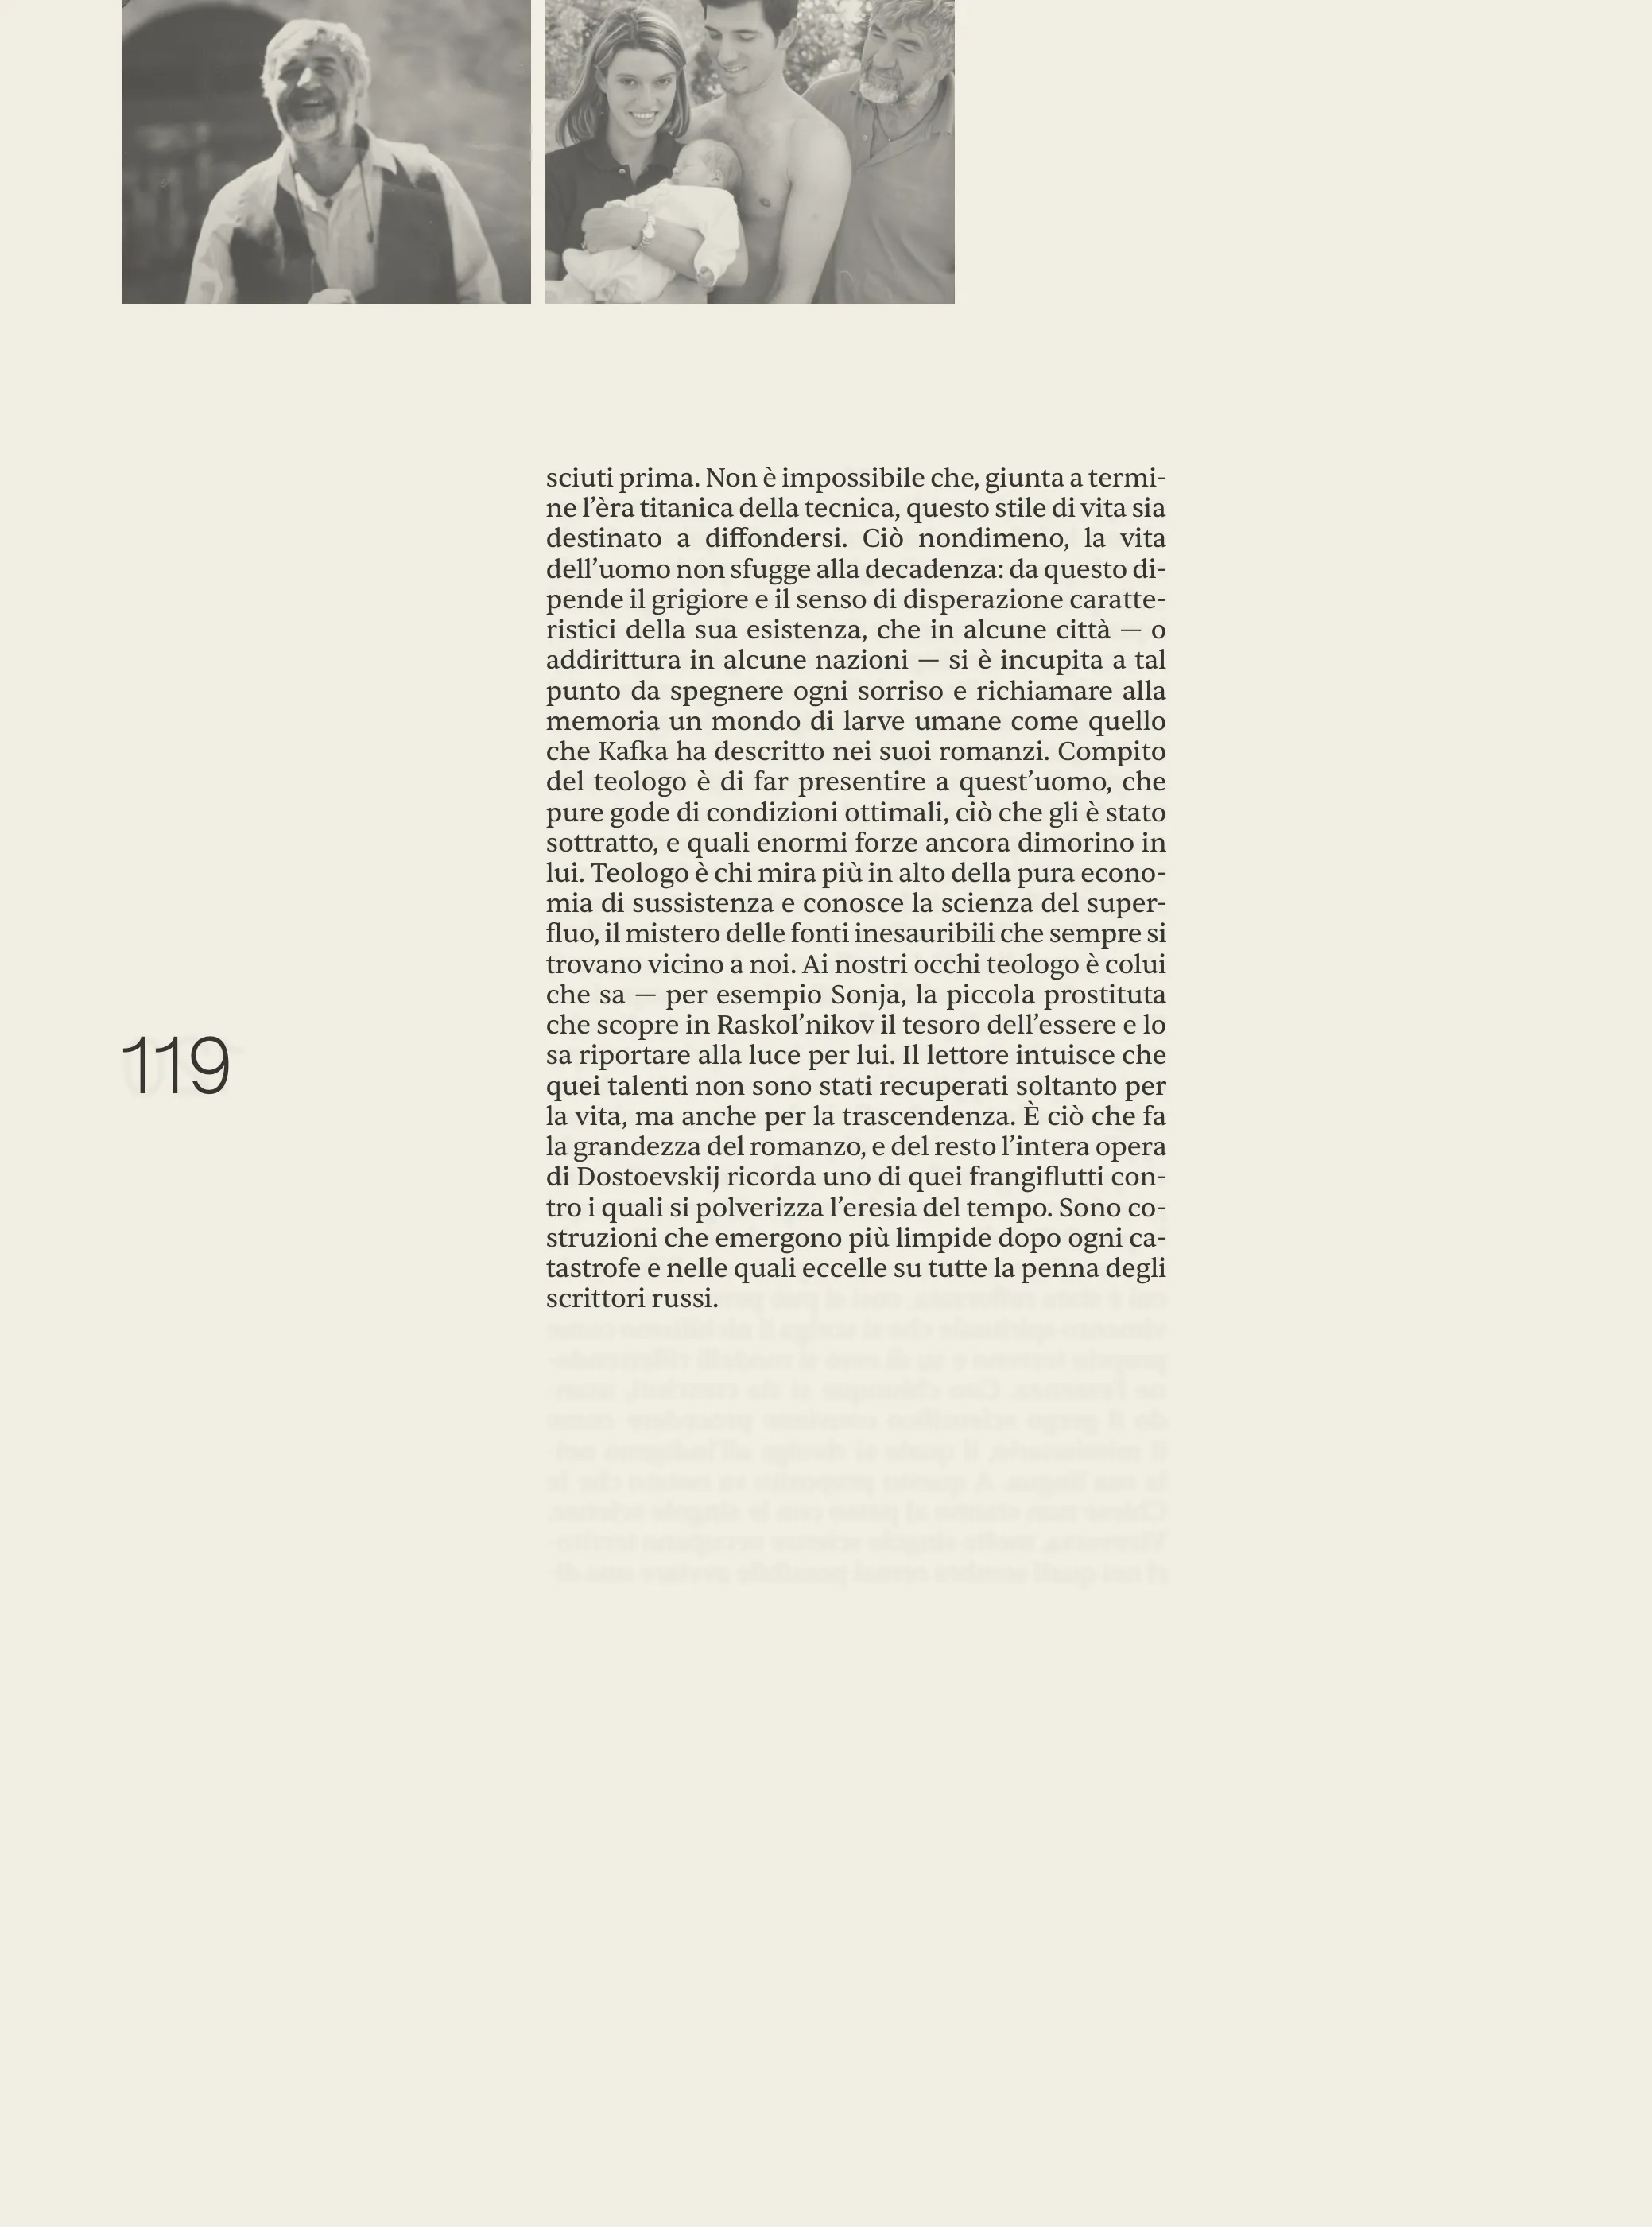 sciuti prima. Non è impossibile che, giunta a termi-
ne l’èra titanica della tecnica, questo stile di vita sia
destinato a diffondersi. Ciò nondimeno, la vita
dell’uomo non sfugge alla decadenza: da questo di-
pende il grigiore e il senso di disperazione caratte-
ristici della sua esistenza, che in alcune città — o
addirittura in alcune nazioni — si è incupita a tal
punto da spegnere ogni sorriso e richiamare alla
memoria un mondo di larve umane come quello
che Kafka ha descritto nei suoi romanzi. Compito
del teologo è di far presentire a quest’uomo, che
pure gode di condizioni ottimali, ciò che gli è stato
sottratto, e quali enormi forze ancora dimorino in
lui. Teologo è chi mira più in alto della pura econo-
mia di sussistenza e conosce la scienza del super-
fluo, il mistero delle fonti inesauribili che sempre si
trovano vicino a noi. Ai nostri occhi teologo è colui
che sa — per esempio Sonja, la piccola prostituta
che scopre in Raskol’nikov il tesoro dell’essere e lo
sa riportare alla luce per lui. Il lettore intuisce che
quei talenti non sono stati recuperati soltanto per
la vita, ma anche per la trascendenza. È ciò che fa
la grandezza del romanzo, e del resto l’intera opera
di Dostoevskij ricorda uno di quei frangiflutti con-
tro i quali si polverizza l’eresia del tempo. Sono co-
struzioni che emergono più limpide dopo ogni ca-
tastrofe e nelle quali eccelle su tutte la penna degli
scrittori russi.
119